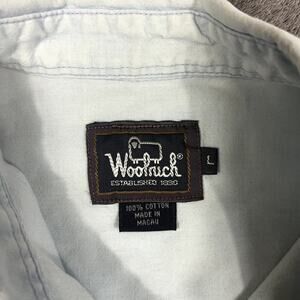 Woolrich®
ESTABLISHED 1830
L
100% COTTON
MADE IN
MACAU